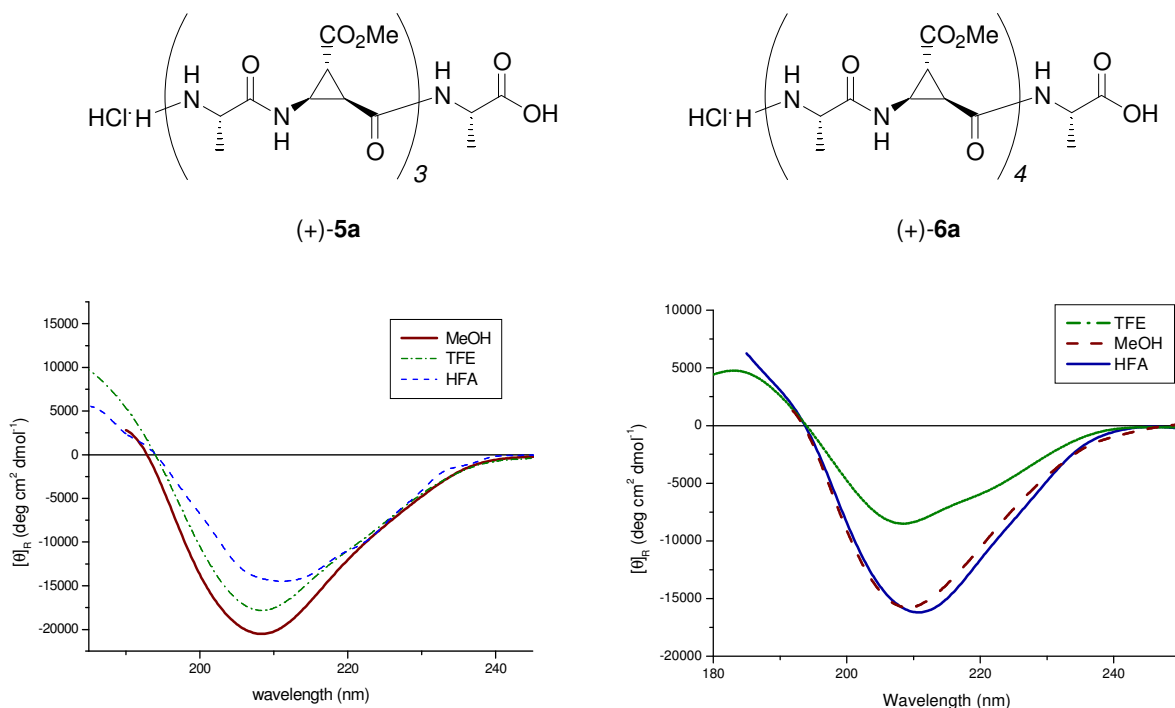 CO2Me
H
N
O
HCl·H
N
H
O
H
N
O
OH
3
(+)-5a
CO2Me
H
N
O
HCl·H
N
H
O
H
N
O
OH
4
(+)-6a
15000
10000
5000
0
-5000
-10000
-15000
-20000
[θ]R (deg cm2 dmol-1)
MeOH
TFE
HFA
200
220
240
wavelength (nm)
10000
5000
0
-5000
-10000
-15000
-20000
[θ]R (deg cm2 dmol-1)
TFE
MeOH
HFA
180
200
220
240
Wavelength (nm)